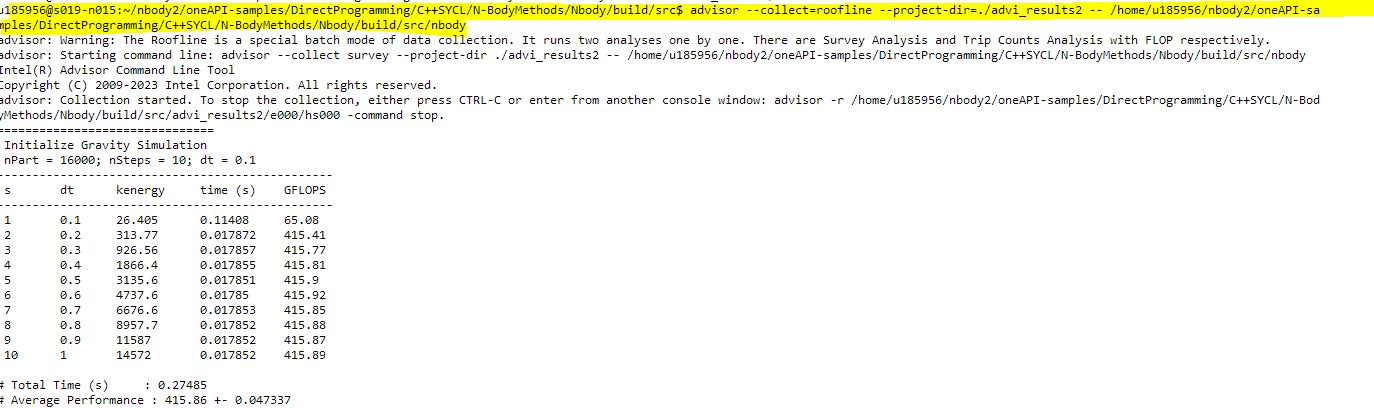 u185956@s019-n015:~/nbody2/oneAPI-samples/DirectProgramming/C++SYCL/N-BodyMethods/Nbody/build/src$ advisor --collect=roofline --project-dir=./advi_results2 -- /home/u185956/nbody2/oneAPI-sa
mples/DirectProgramming/C++SYCL/N-BodyMethods/Nbody/build/src/nbody
advisor: Warning: The Roofline is a special batch mode of data collection. It runs two analyses one by one. There are Survey Analysis and Trip Counts Analysis with FLOP respectively.
advisor: Starting command line: advisor --collect survey --project-dir ./advi_results2 -- /home/u185956/nbody2/oneAPI-samples/DirectProgramming/C++SYCL/N-BodyMethods/Nbody/build/src/nbody
Intel(R) Advisor Command Line Tool
Copyright (C) 2009-2023 Intel Corporation. All rights reserved.
advisor: Collection started. To stop the collection, either press CTRL-C or enter from another console window: advisor -r /home/u185956/nbody2/oneAPI-samples/DirectProgramming/C++SYCL/N-Bod
yMethods/Nbody/build/src/advi_results2/e000/hs000 -command stop.
===============================
 Initialize Gravity Simulation
 nPart = 16000; nSteps = 10; dt = 0.1
------------------------------------------------
 s       dt      kenergy     time (s)    GFLOPS
------------------------------------------------
 1       0.1     26.405      0.11408     65.08
 2       0.2     313.77      0.017872    415.41
 3       0.3     926.56      0.017857    415.77
 4       0.4     1866.4      0.017855    415.81
 5       0.5     3135.6      0.017851    415.9
 6       0.6     4737.6      0.01785     415.92
 7       0.7     6676.6      0.017853    415.85
 8       0.8     8957.7      0.017852    415.88
 9       0.9     11587       0.017852    415.87
 10      1       14572       0.017852    415.89
# Total Time (s)     : 0.27485
# Average Performance : 415.86 +- 0.047337